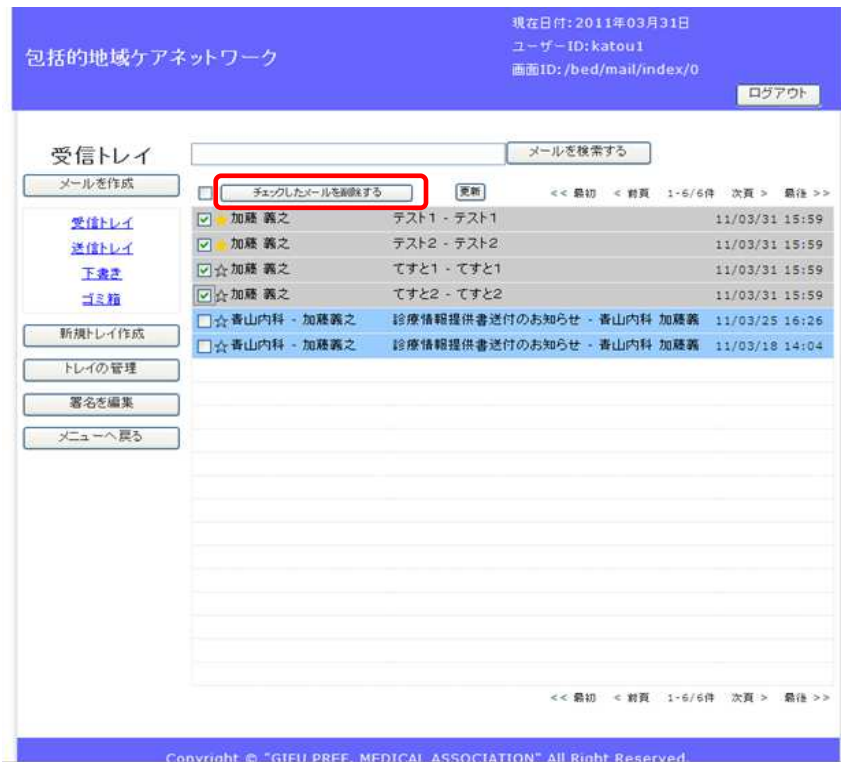 現在日付:2011年03月31日
包括的地域ケアネットワーク
ユーザーID:katou1
画面ID:/bed/mail/index/0
ログアウト
受信トレイ
メールを検索する
メールを作成
チェックしたメールを削除する 更新 << 最初 < 前頁 1-6/6件 次頁 > 最後 >>
受信トレイ
送信トレイ
下書き
ゴミ箱
新規トレイ作成
トレイの管理
署名を編集
メニューへ戻る
加藤 義之 テスト1 - テスト1 11/03/31 15:59
加藤 義之 テスト2 - テスト2 11/03/31 15:59
☆加藤 義之 てすと1 - てすと1 11/03/31 15:59
☆加藤 義之 てすと2 - てすと2 11/03/31 15:59
☆青山内科 - 加藤義之 診療情報提供書送付のお知らせ - 青山内科 加藤義 11/03/25 16:26
☆青山内科 - 加藤義之 診療情報提供書送付のお知らせ - 青山内科 加藤義 11/03/18 14:04
<< 最初 < 前頁 1-6/6件 次頁 > 最後 >>
Copyright © "GIFU PREF. MEDICAL ASSOCIATION" All Right Reserved.